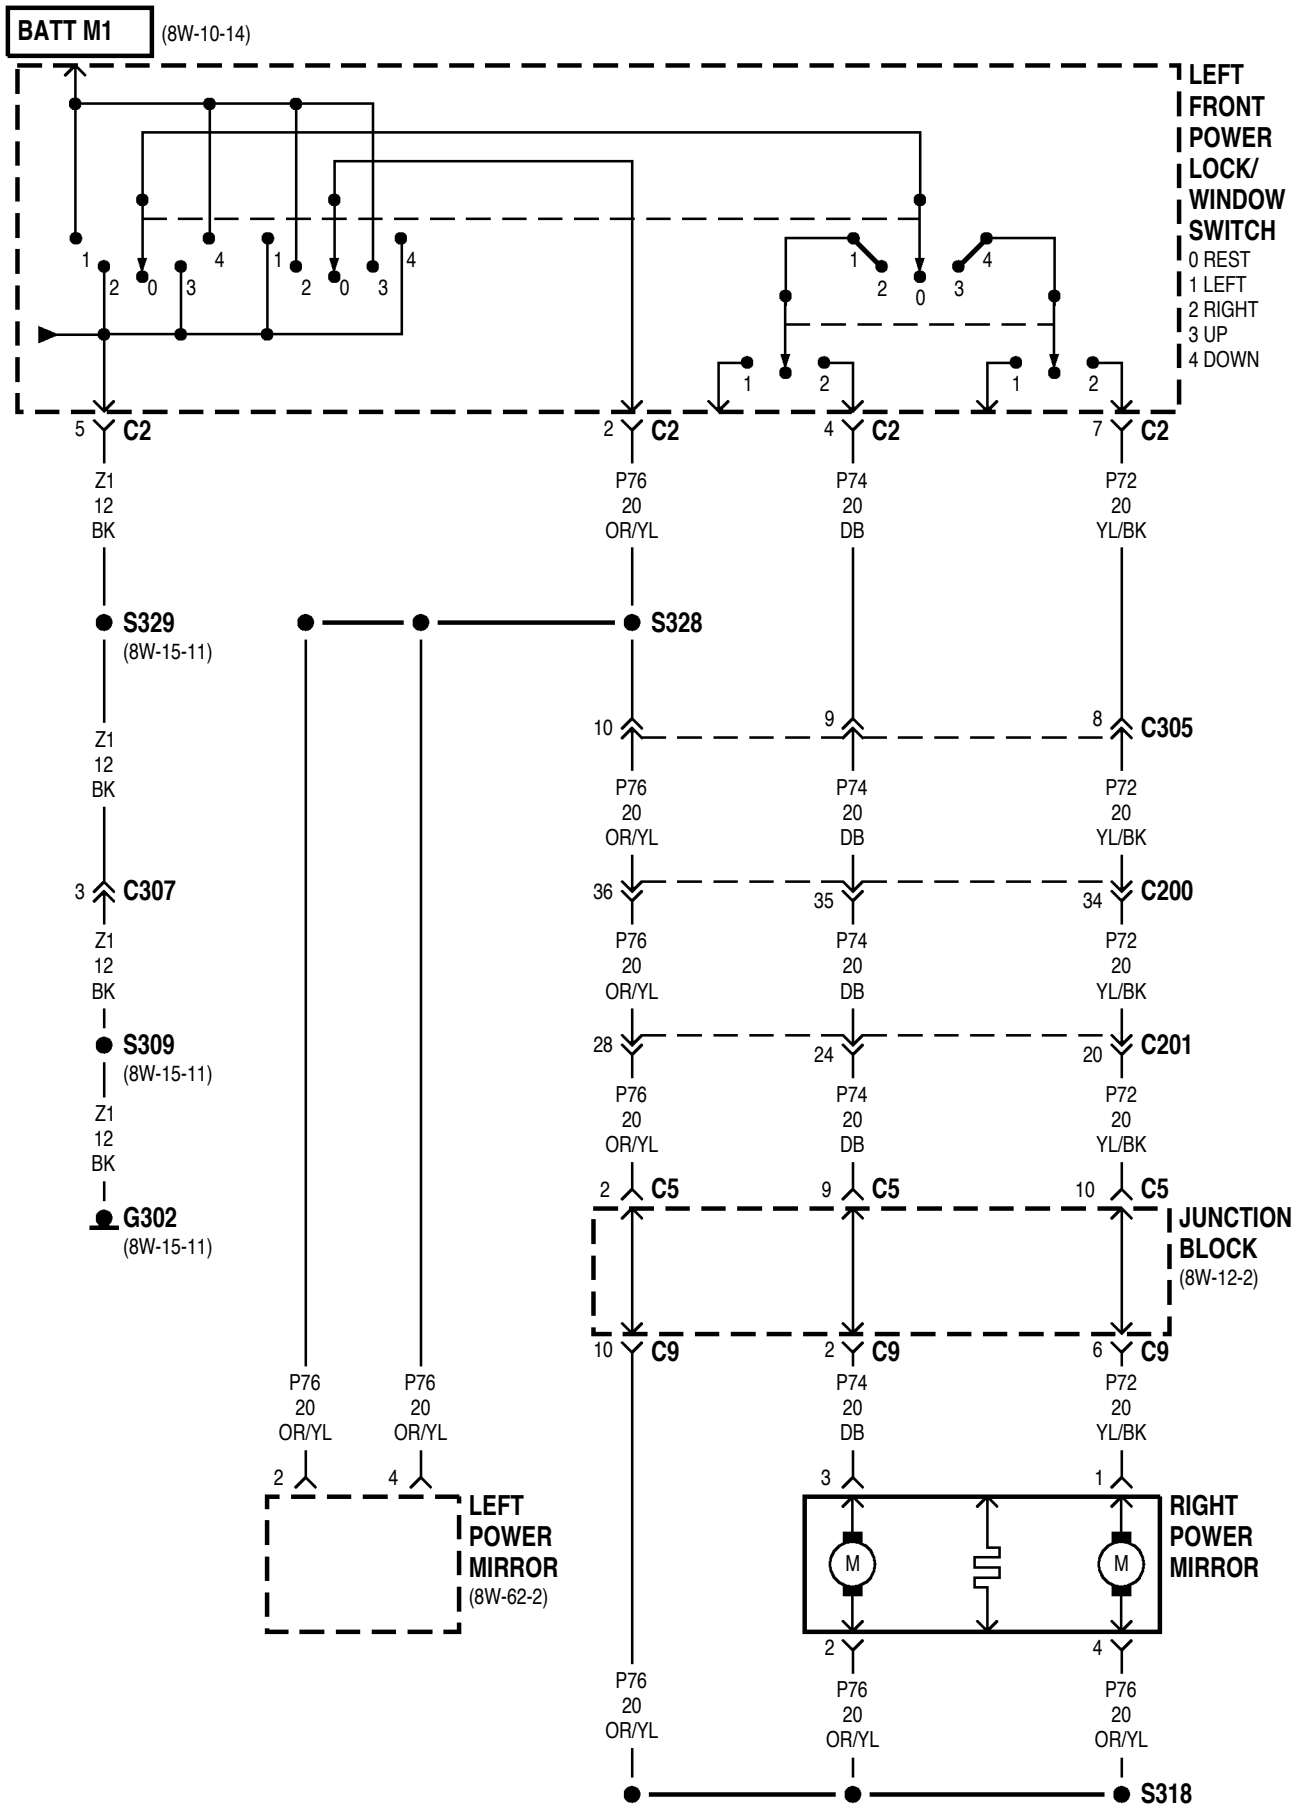 BATT M1 (8W-10-14)
LEFT
FRONT
POWER
LOCK/
WINDOW
SWITCH
0 REST
1 LEFT
2 RIGHT
3 UP
4 DOWN
1 2 0 3 4 1 2 0 3 4
1 2 0 3 4
1 2 1 2
5 C2 2 C2 4 C2 7 C2
Z1 P76 P74 P72
12 20 20 20
BK OR/YL DB YL/BK
S329 S328
(8W-15-11)
10 9 8 C305
Z1
12
BK
P76 P74 P72
20 20 20
OR/YL DB YL/BK
3 C307 36 35 34 C200
Z1 P76 P74 P72
12 20 20 20
BK OR/YL DB YL/BK
S309 28 24 20 C201
(8W-15-11)
Z1 P76 P74 P72
12 20 20 20
BK OR/YL DB YL/BK
2 C5 9 C5 10 C5
G302
(8W-15-11)
JUNCTION
BLOCK
(8W-12-2)
10 C9 2 C9 6 C9
P76 P76 P74 P72
20 20 20 20
OR/YL OR/YL DB YL/BK
2 4 3 1
LEFT
POWER
MIRROR
(8W-62-2)
M M
RIGHT
POWER
MIRROR
2 4
P76 P76 P76
20 20 20
OR/YL OR/YL OR/YL
S318